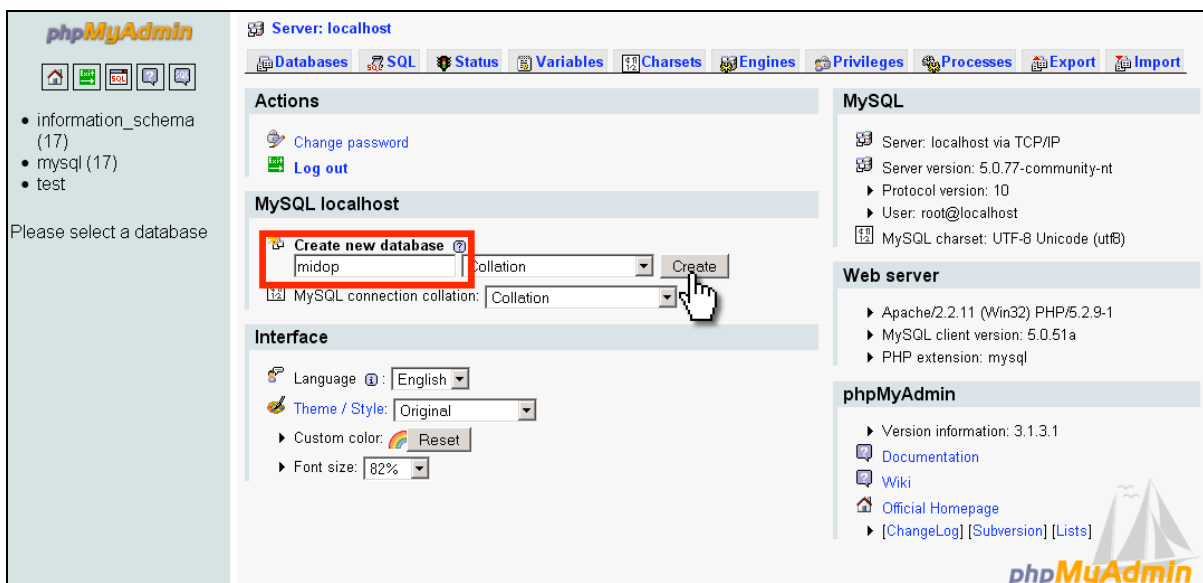 phpMyAdmin
Exit
SQL
SQL
information_schema
(17)
mysql (17)
test
Please select a database
Server: localhost
Databases
SQL
Status
Variables
Charsets
Engines
Privileges
Processes
Export
Import
Actions
Change password
Log out
MySQL localhost
Create new database
midop
Collation
Create
MySQL connection collation:
Collation
Interface
Language
:
English
Theme / Style:
Original
Custom color:
Reset
Font size:
82%
MySQL
Server: localhost via TCP/IP
Server version: 5.0.77-community-nt
Protocol version: 10
User: root@localhost
MySQL charset: UTF-8 Unicode (utf8)
Web server
Apache/2.2.11 (Win32) PHP/5.2.9-1
MySQL client version: 5.0.51a
PHP extension: mysql
phpMyAdmin
Version information: 3.1.3.1
Documentation
Wiki
Official Homepage
[ChangeLog] [Subversion] [Lists]
phpMyAdmin